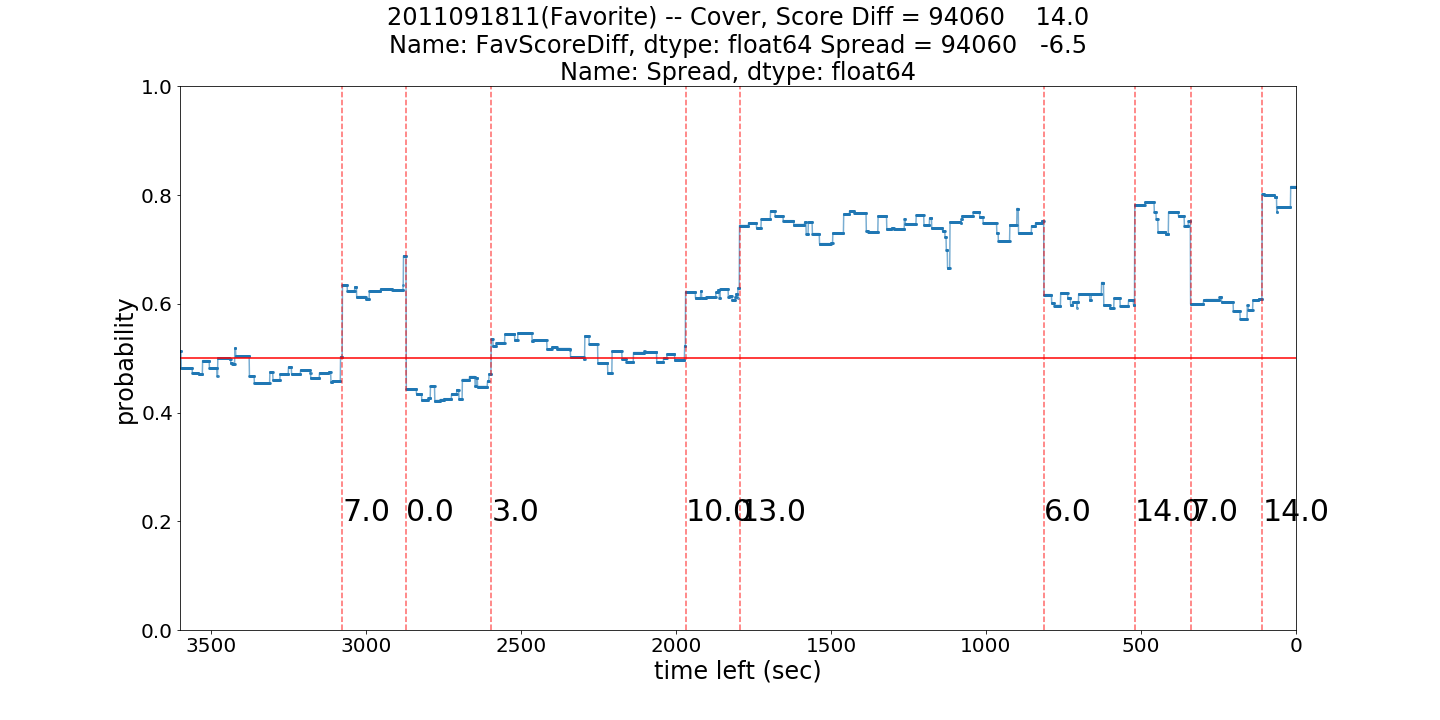 2011091811(Favorite) -- Cover, Score Diff = 94060    14.0
Name: FavScoreDiff, dtype: float64 Spread = 94060   -6.5
Name: Spread, dtype: float64
1.0
0.8
0.6
0.4
0.2
0.0
probability
7.0 0.0 3.0 10.0 13.0 6.0 14.0 7.0 14.0
3500 3000 2500 2000 1500 1000 500 0
time left (sec)